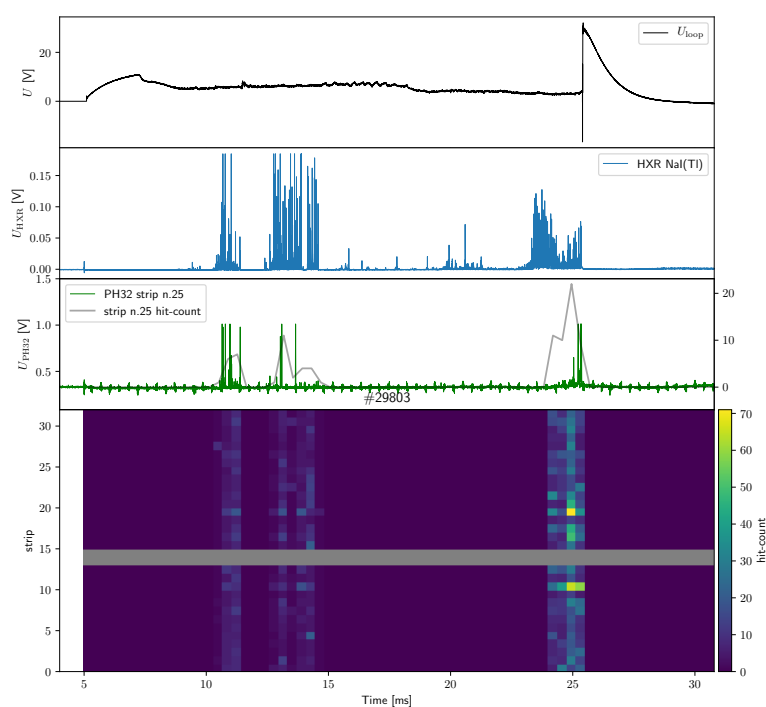 U_loop
20
0
U [V]
HXR NaI(Tl)
0.15
0.10
0.05
0.00
U_HXR [V]
PH32 strip n.25
strip n.25 hit-count
1.5
1.0
0.5
U_PH32 [V]
20
10
0
#29803
30
25
20
15
10
5
0
strip
70
60
50
40
30
20
10
0
hit-count
5 10 15 20 25 30
Time [ms]